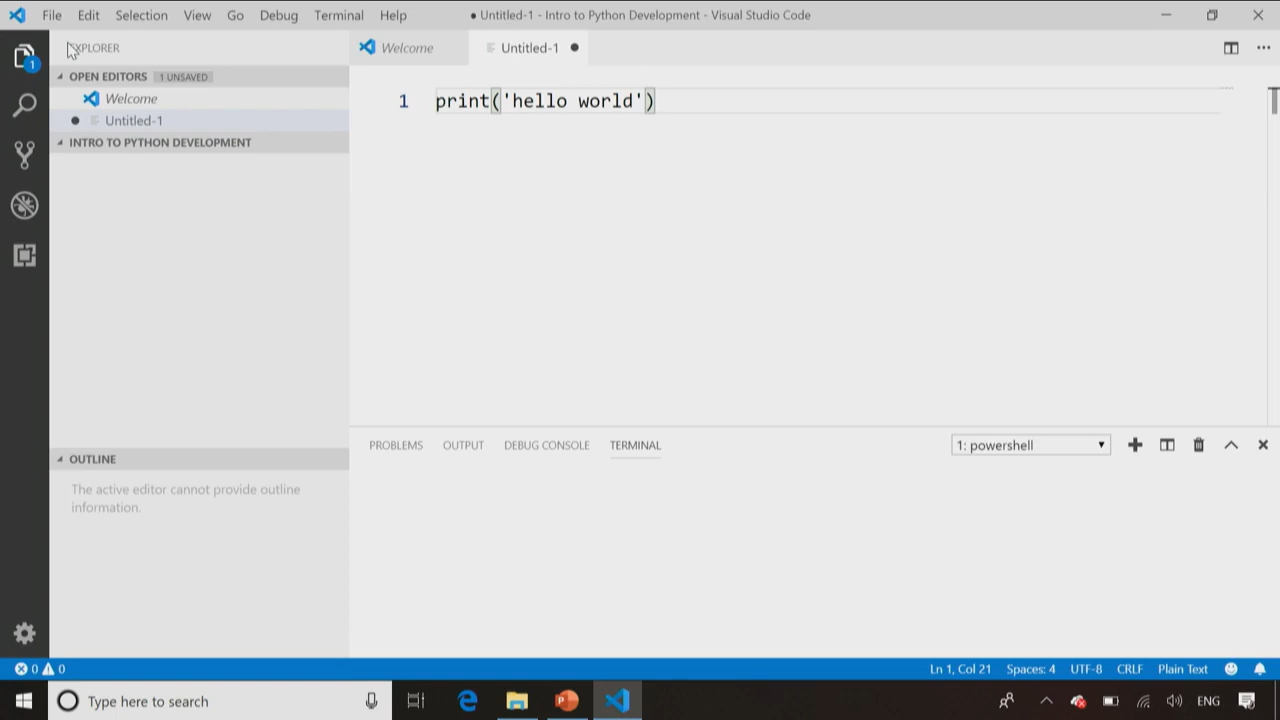 File Edit Selection View Go Debug Terminal Help ● Untitled-1 - Intro to Python Development - Visual Studio Code
EXPLORER
OPEN EDITORS 1 UNSAVED
Welcome
Untitled-1
INTRO TO PYTHON DEVELOPMENT
OUTLINE
The active editor cannot provide outline
information.
Welcome Untitled-1
1 print('hello world')
PROBLEMS OUTPUT DEBUG CONSOLE TERMINAL 1: powershell
1
0 0 Ln 1, Col 21 Spaces: 4 UTF-8 CRLF Plain Text
Type here to search ENG